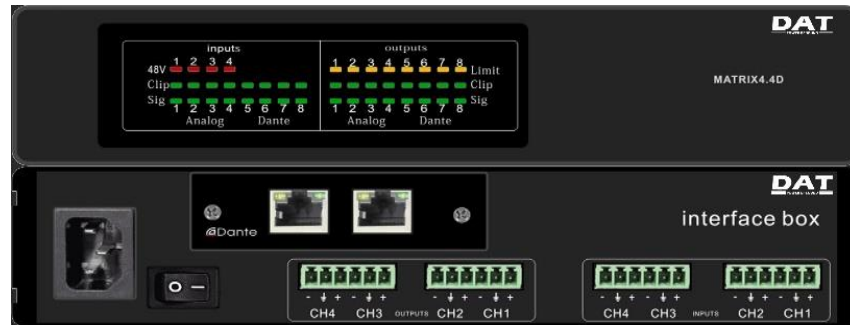 DAT
inputs outputs
1 2 3 4 1 2 3 4 5 6 7 8
48V Limit
Clip Clip
Sig Sig
1 2 3 4 5 6 7 8 1 2 3 4 5 6 7 8
Analog Dante Analog Dante
MATRIX4.4D
DAT
interface box
Dante
O –
- + - + - + - + - + - + - + - +
CH4 CH3 OUTPUTS CH2 CH1 CH4 CH3 INPUTS CH2 CH1